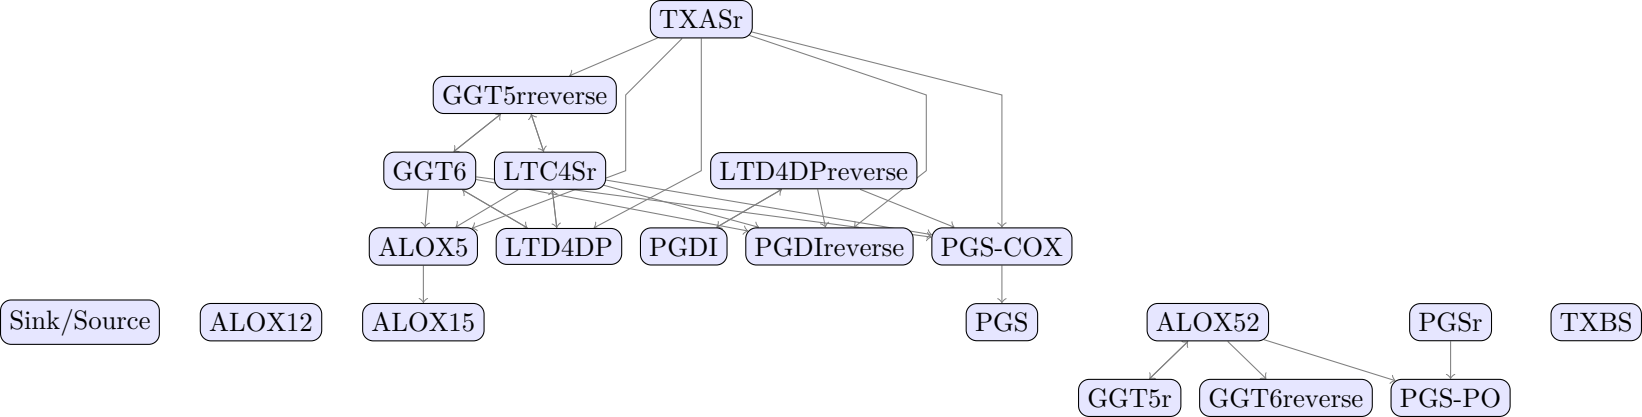 TXASr
GGT5rreverse
GGT6
LTC4Sr
LTD4DPreverse
ALOX5
LTD4DP
PGDI
PGDIreverse
PGS-COX
Sink/Source
ALOX12
ALOX15
PGS
ALOX52
PGSr
TXBS
GGT5r
GGT6reverse
PGS-PO